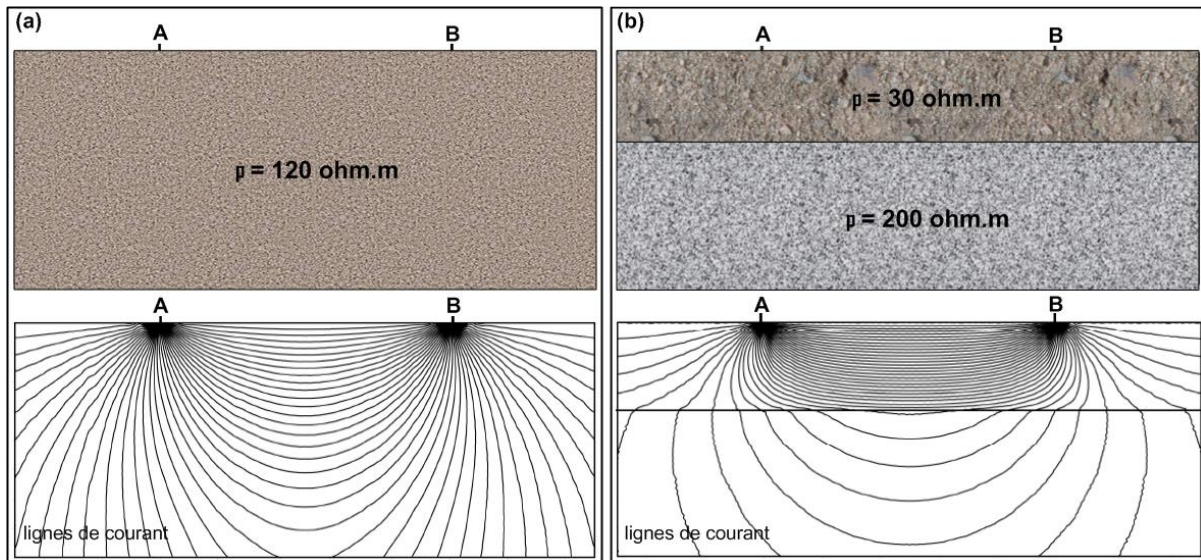 (a)
A B
ρ = 120 ohm.m
A B
lignes de courant
(b)
A B
ρ = 30 ohm.m
ρ = 200 ohm.m
A B
lignes de courant